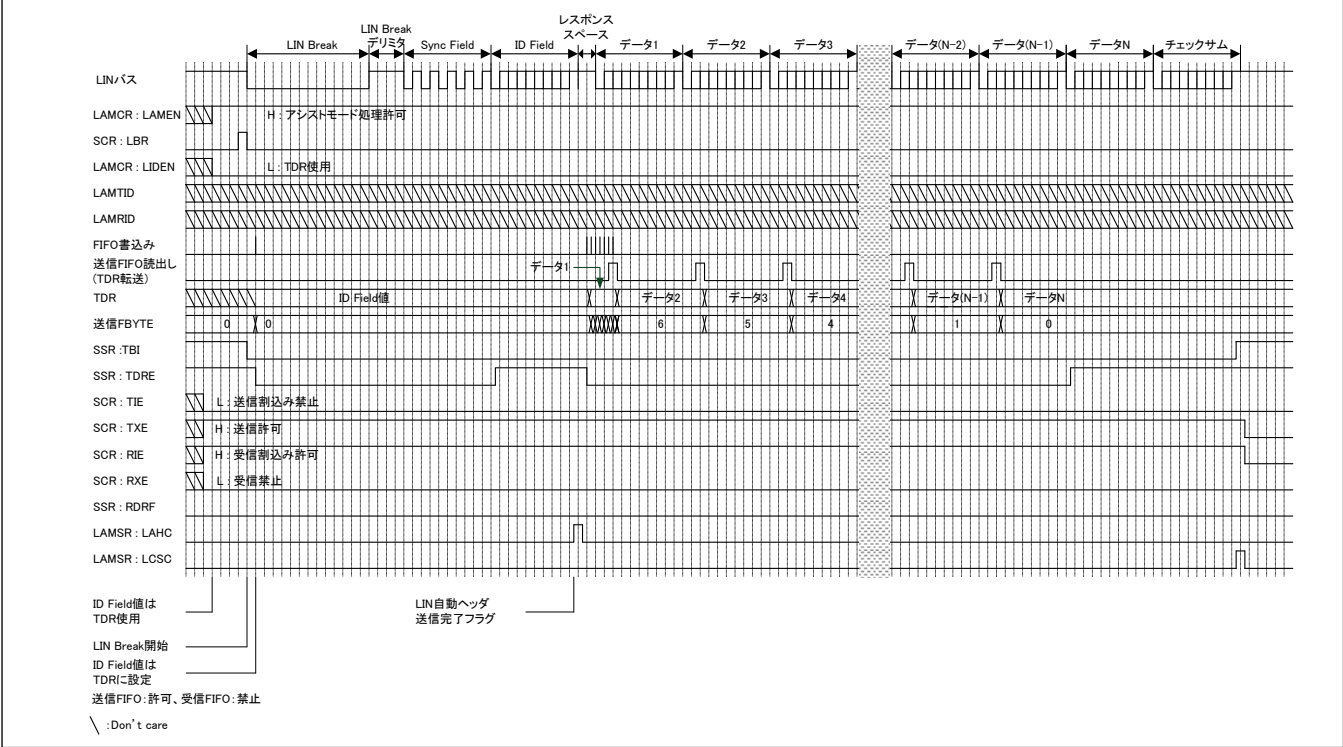 レスポンス
スペース
LIN Break
デリミタ
LIN Break
Sync Field
ID Field
データ1
データ2
データ3
データ(N-2)
データ(N-1)
データN
チェックサム
LINバス
LAMCR : LAMEN
H : アシストモード処理許可
SCR : LBR
LAMCR : LIDEN
L : TDR使用
LAMTID
LAMRID
FIFO書込み
送信FIFO読出し
(TDR転送)
データ1
TDR
ID Field値
データ2
データ3
データ4
データ(N-1)
データN
送信FBYTE
0
0
6
5
4
1
0
SSR :TBI
SSR : TDRE
SCR : TIE
L : 送信割込み禁止
SCR : TXE
H : 送信許可
SCR : RIE
H : 受信割込み許可
SCR : RXE
L : 受信禁止
SSR : RDRF
LAMSR : LAHC
LAMSR : LCSC
ID Field値は
TDR使用
LIN自動ヘッダ
送信完了フラグ
LIN Break開始
ID Field値は
TDRに設定
送信FIFO:許可、受信FIFO:禁止
:Don't care